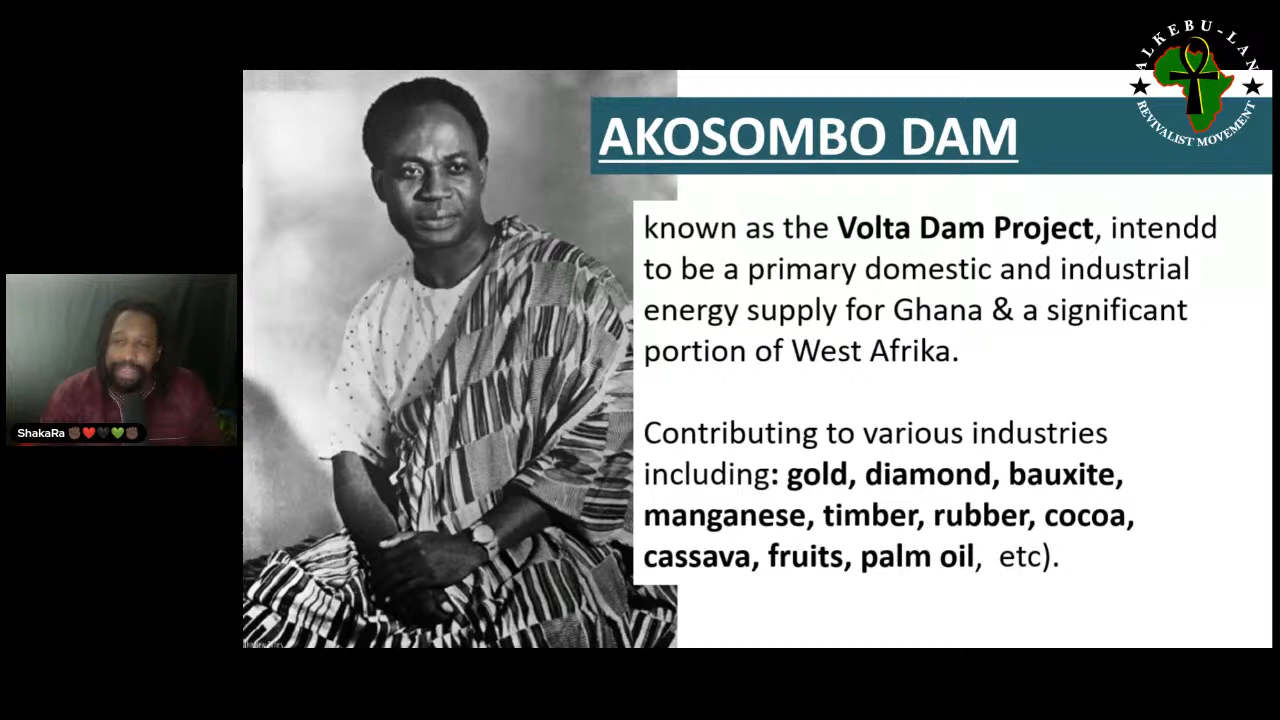 ALKEBU-LAN
REVIVALIST MOVEMENT
AKOSOMBO DAM
known as the Volta Dam Project, intendd
to be a primary domestic and industrial
energy supply for Ghana & a significant
portion of West Afrika.
Contributing to various industries
including: gold, diamond, bauxite,
manganese, timber, rubber, cocoa,
cassava, fruits, palm oil, etc).
ShakaRa ✊🏾❤️🖤💚✊🏾